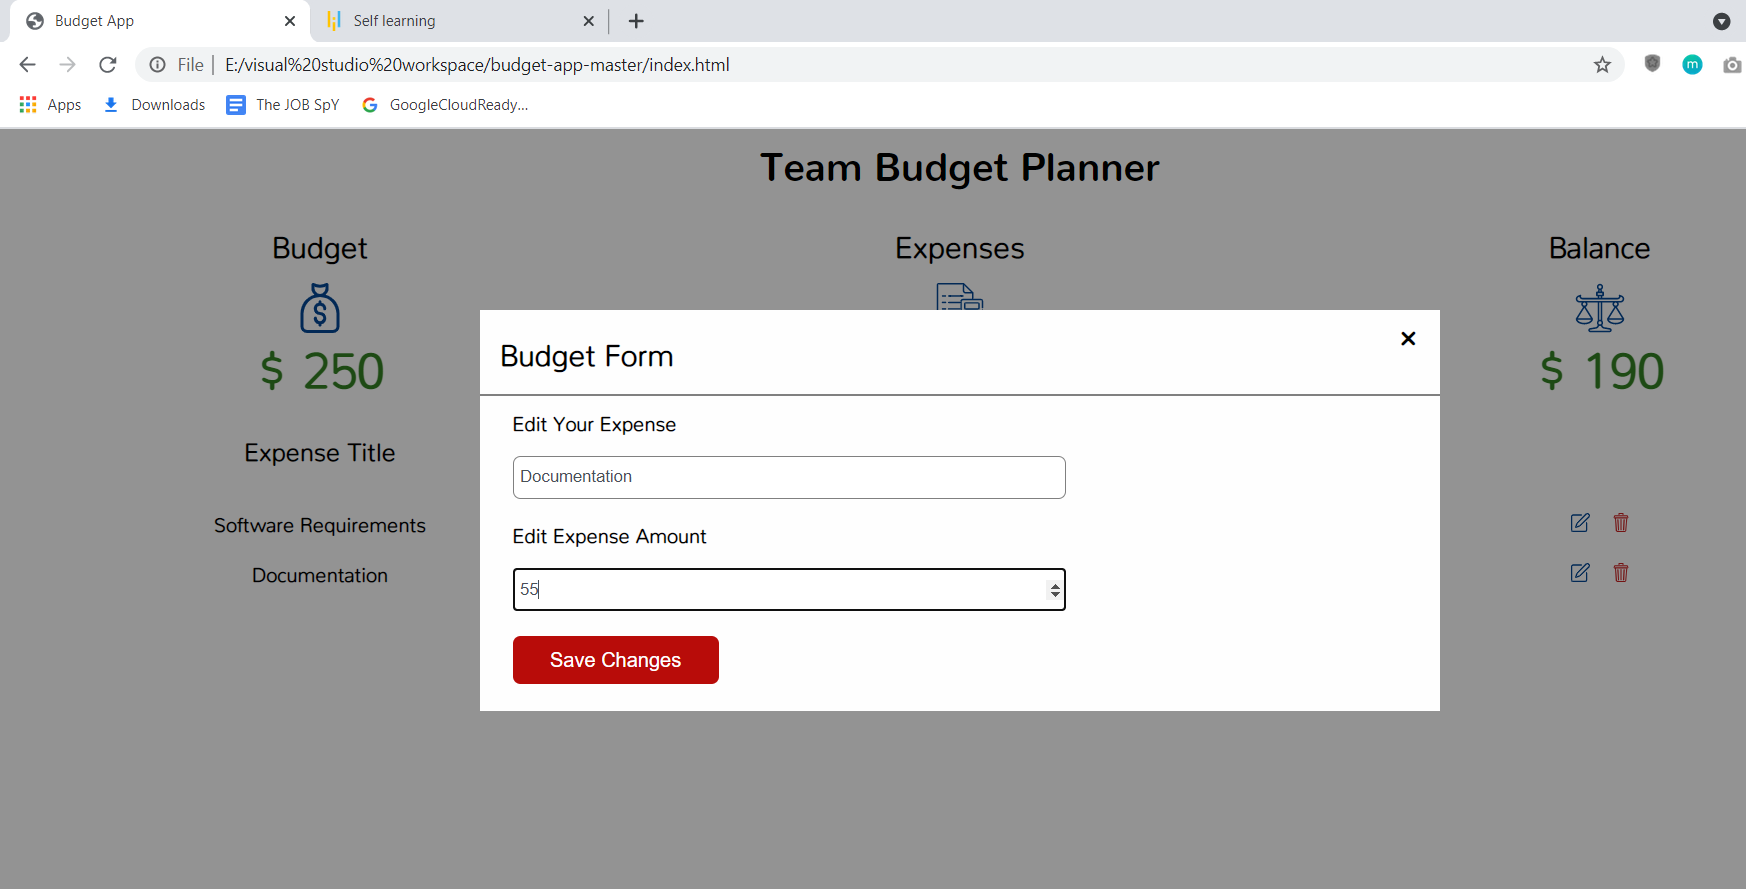 Budget App
Self learning
File
E:/visual%20studio%20workspace/budget-app-master/index.html
m
Apps
Downloads
The JOB SpY
GoogleCloudReady...
Team Budget Planner
Budget
Expenses
Balance
$ 250
$ 190
Budget Form
Edit Your Expense
Documentation
Edit Expense Amount
55
Save Changes
Expense Title
Software Requirements
Documentation